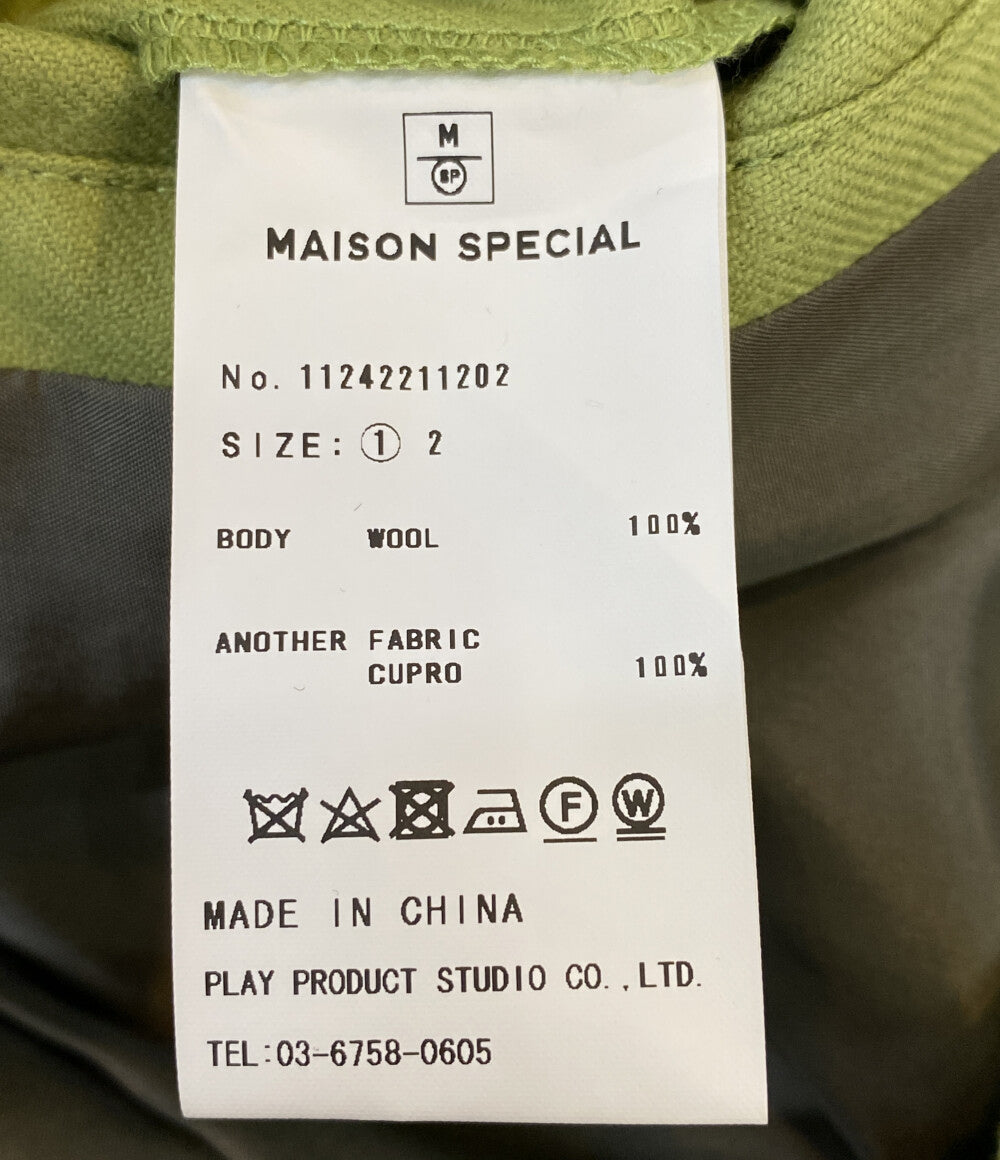 M
SP
MAISON SPECIAL
No. 11242211202
SIZE: ① 2
BODY WOOL 100%
ANOTHER FABRIC
CUPRO 100%
F W
MADE IN CHINA
PLAY PRODUCT STUDIO CO.,LTD.
TEL:03-6758-0605